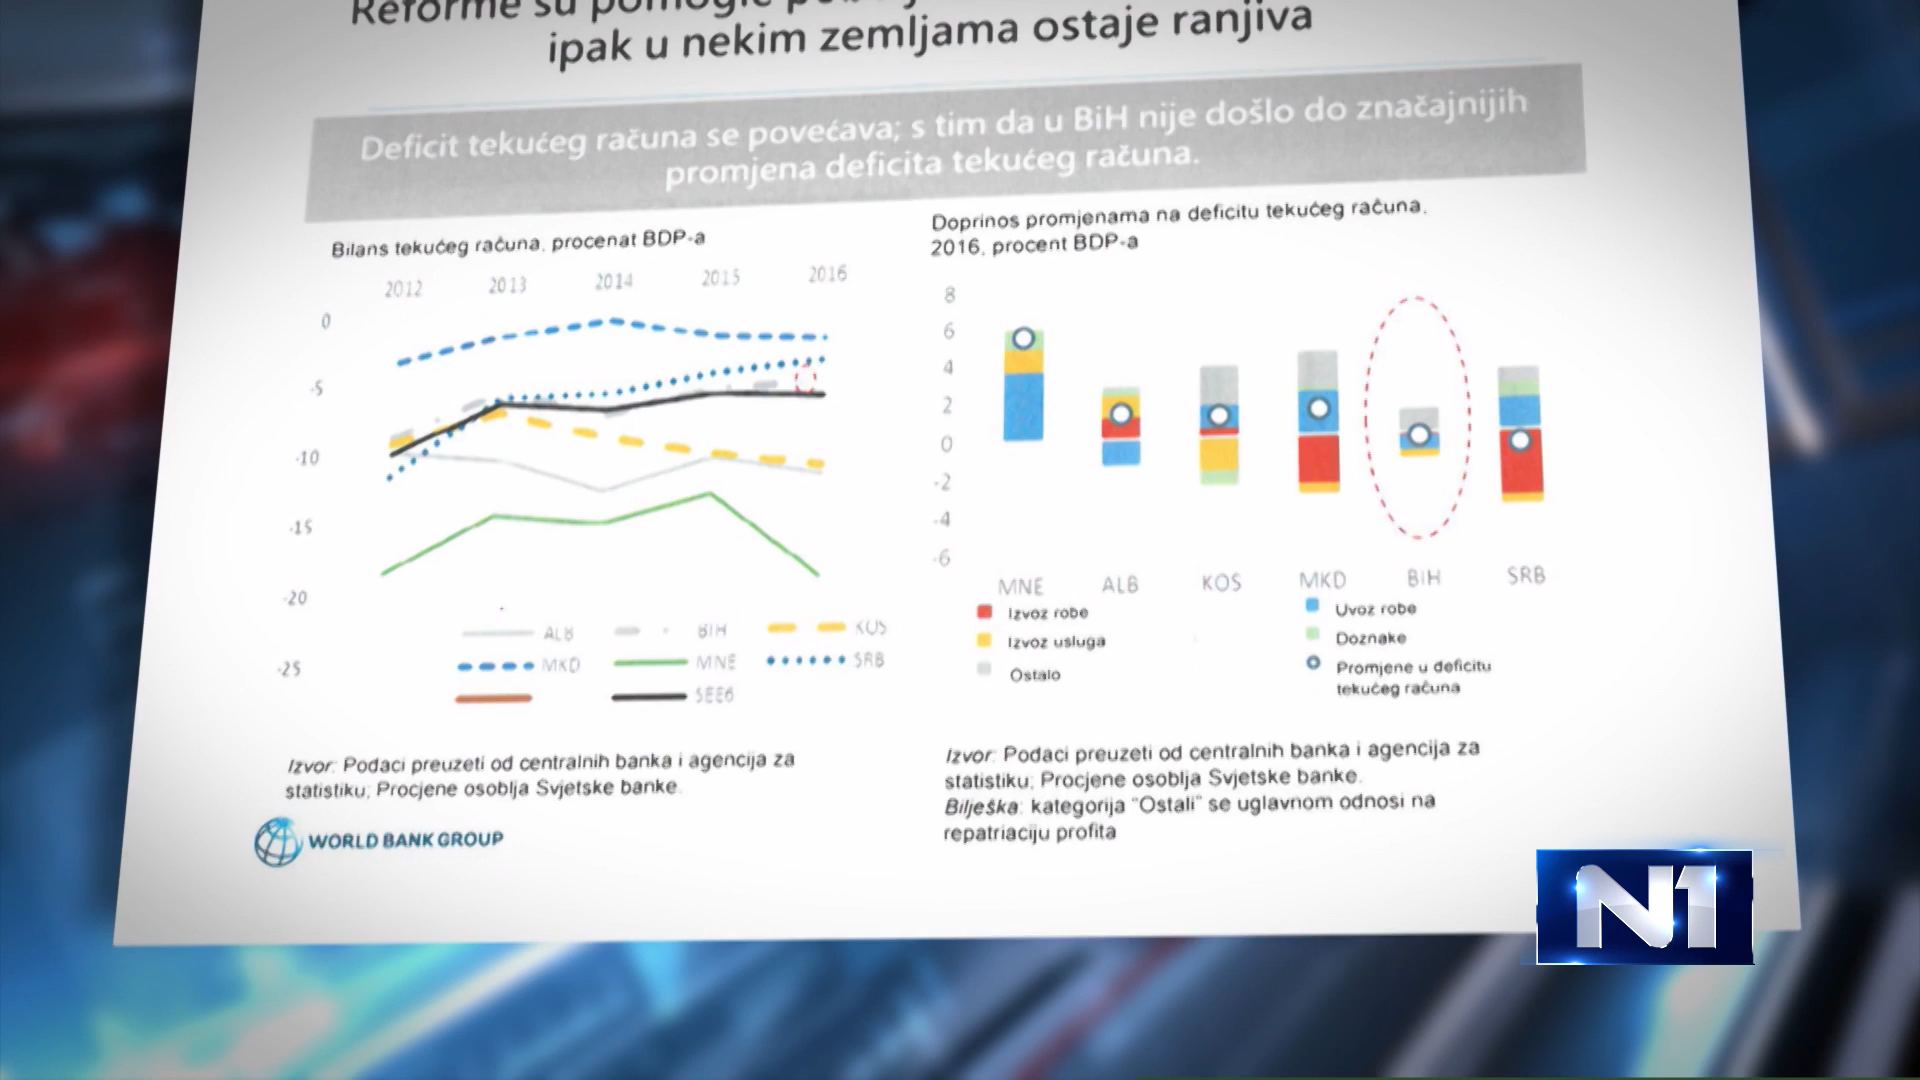 Reforme su pomogle
ipak u nekim zemljama ostaje ranjiva
Deficit tekućeg računa se povećava; s tim da u BiH nije došlo do značajnijih
promjena deficita tekućeg računa.
Bilans tekućeg računa, procenat BDP-a
2012 2013 2014 2015 2016
0
-5
-10
-15
-20
-25
ALB BIH KOS
MKD MNE SRB
SEE6
Izvor: Podaci preuzeti od centralnih banka i agencija za
statistiku; Procjene osoblja Svjetske banke.
WORLD BANK GROUP
Doprinos promjenama na deficitu tekućeg računa,
2016, procent BDP-a
8
6
4
2
0
-2
-4
-6
MNE ALB KOS MKD BIH SRB
Izvoz robe Uvoz robe
Izvoz usluga Doznake
Ostalo Promjene u deficitu
tekućeg računa
Izvor: Podaci preuzeti od centralnih banka i agencija za
statistiku; Procjene osoblja Svjetske banke.
Bilješka: kategorija "Ostali" se uglavnom odnosi na
repatriaciju profita
N1